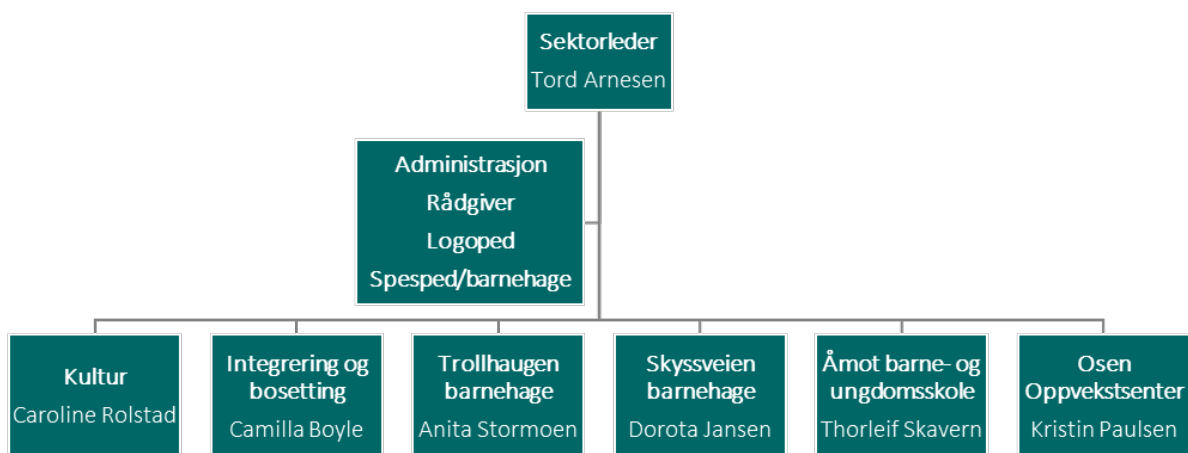 Sektorleder
Tord Arnesen
Administrasjon
Rådgiver
Logoped
Spesped/barnehage
Kultur
Caroline Rolstad
Integrering og
bosetting
Camilla Boyle
Trollhaugen
barnehage
Anita Stormoen
Skyssveien
barnehage
Dorota Jansen
Åmot barne- og
ungdomsskole
Thorleif Skavern
Osen
Oppvekstsenter
Kristin Paulsen